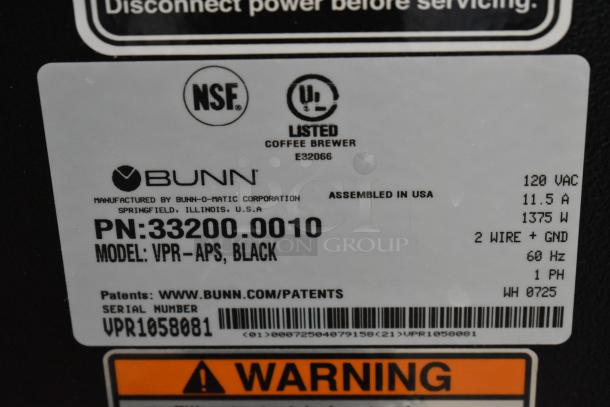 Disconnect power before servicing.
NSF®
UL®
LISTED
COFFEE BREWER
E32066
BUNN®
MANUFACTURED BY BUNN-O-MATIC CORPORATION
SPRINGFIELD, ILLINOIS, U.S.A
ASSEMBLED IN USA
120 VAC
11.5 A
1375 W
2 WIRE + GND
60 Hz
1 PH
WH 0725
PN:33200.0010
MODEL: VPR-APS, BLACK
Patents: WWW.BUNN.COM/PATENTS
SERIAL NUMBER
VPR1058081
(01)00072504079158(21)VPR1058081
WARNING